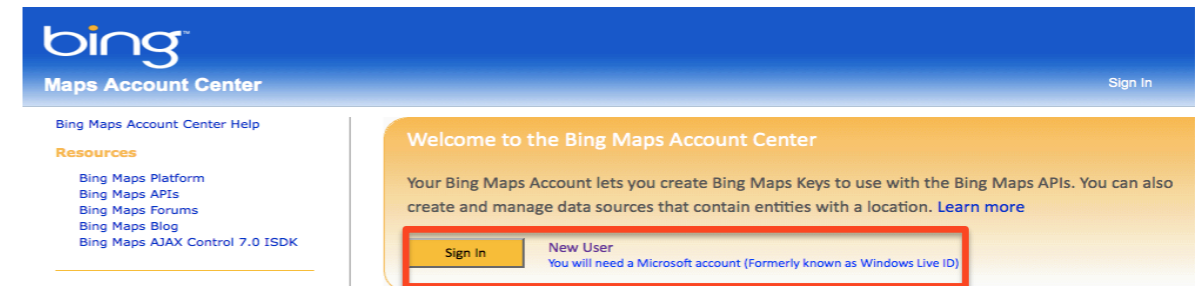 bing™
Maps Account Center
Sign In
Bing Maps Account Center Help
Resources
Bing Maps Platform
Bing Maps APIs
Bing Maps Forums
Bing Maps Blog
Bing Maps AJAX Control 7.0 ISDK
Welcome to the Bing Maps Account Center
Your Bing Maps Account lets you create Bing Maps Keys to use with the Bing Maps APIs. You can also
create and manage data sources that contain entities with a location. Learn more
Sign In
New User
You will need a Microsoft account (Formerly known as Windows Live ID)